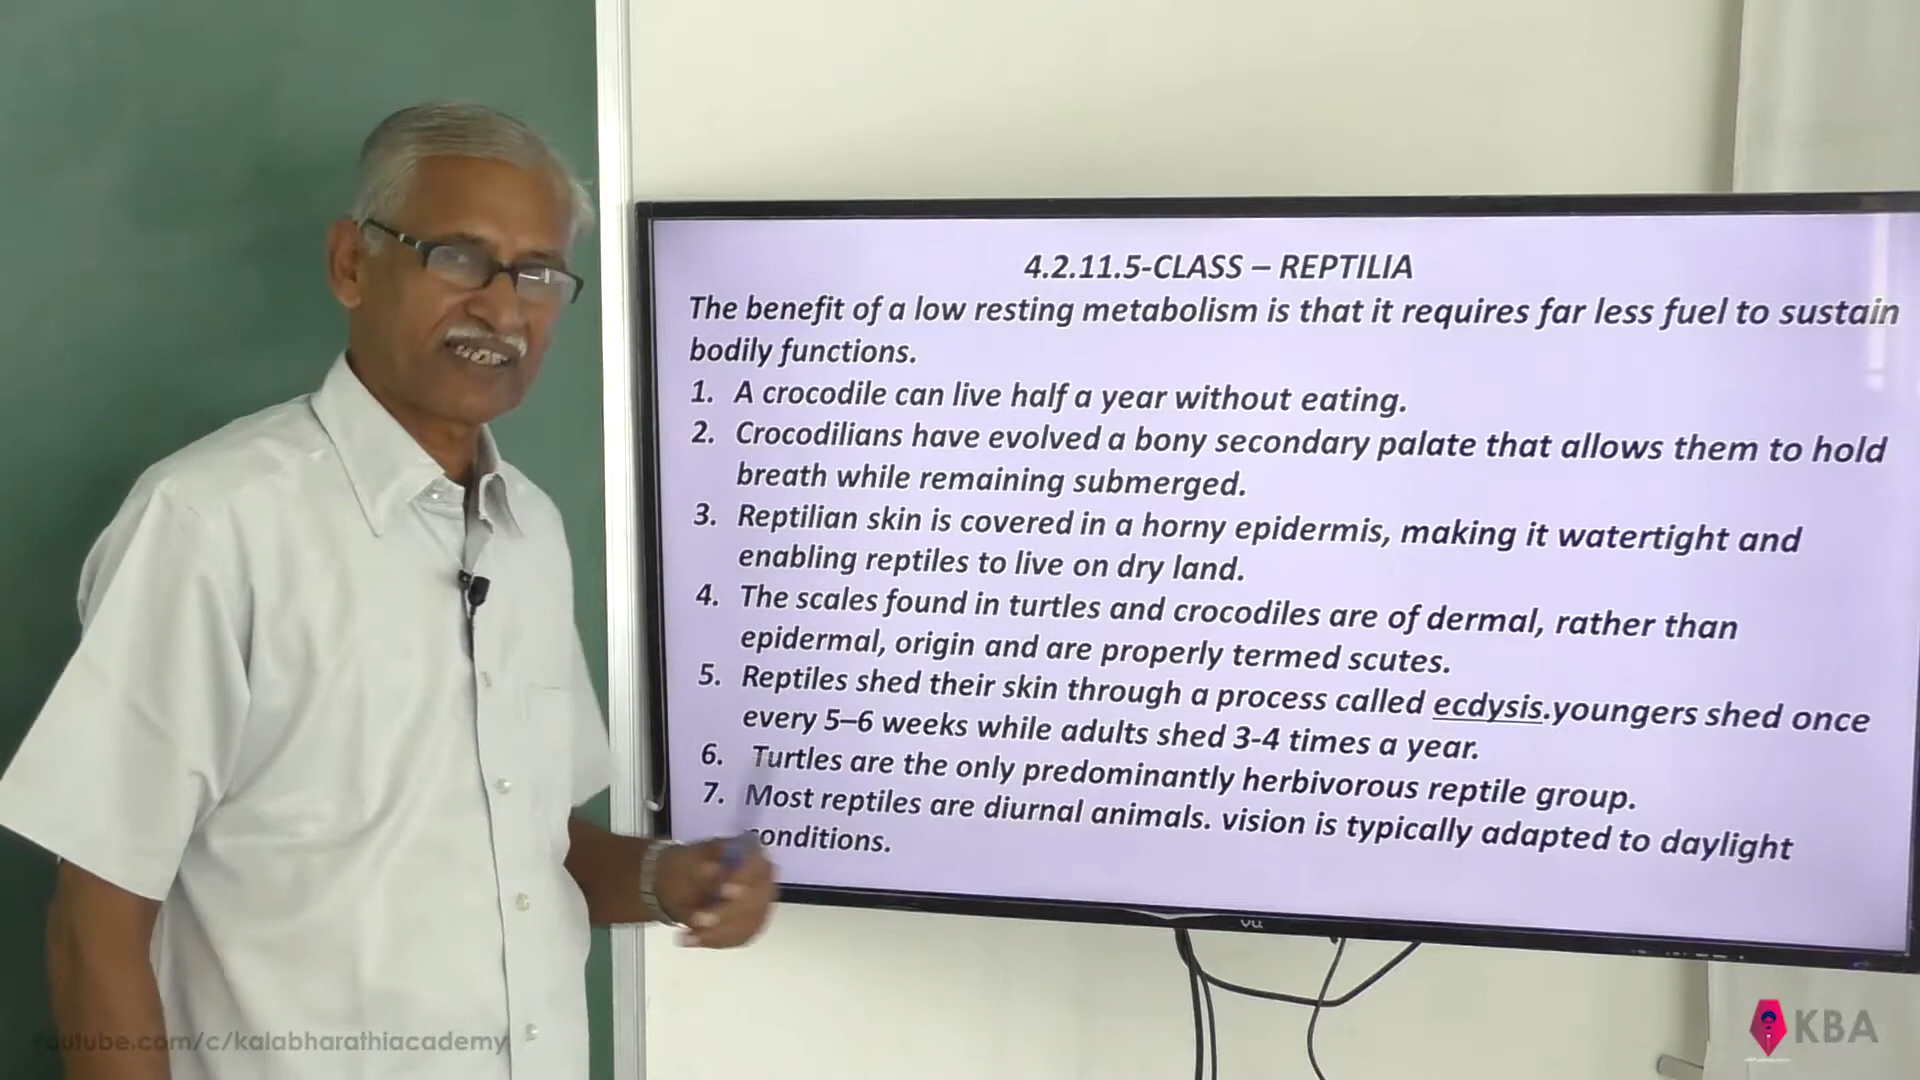 4.2.11.5-CLASS – REPTILIA
The benefit of a low resting metabolism is that it requires far less fuel to sustain
bodily functions.
1. A crocodile can live half a year without eating.
2. Crocodilians have evolved a bony secondary palate that allows them to hold
breath while remaining submerged.
3. Reptilian skin is covered in a horny epidermis, making it watertight and
enabling reptiles to live on dry land.
4. The scales found in turtles and crocodiles are of dermal, rather than
epidermal, origin and are properly termed scutes.
5. Reptiles shed their skin through a process called ecdysis.youngers shed once
every 5–6 weeks while adults shed 3-4 times a year.
6. Turtles are the only predominantly herbivorous reptile group.
7. Most reptiles are diurnal animals. vision is typically adapted to daylight
conditions.
VU
youtube.com/c/kalabharathiacademy
KBA